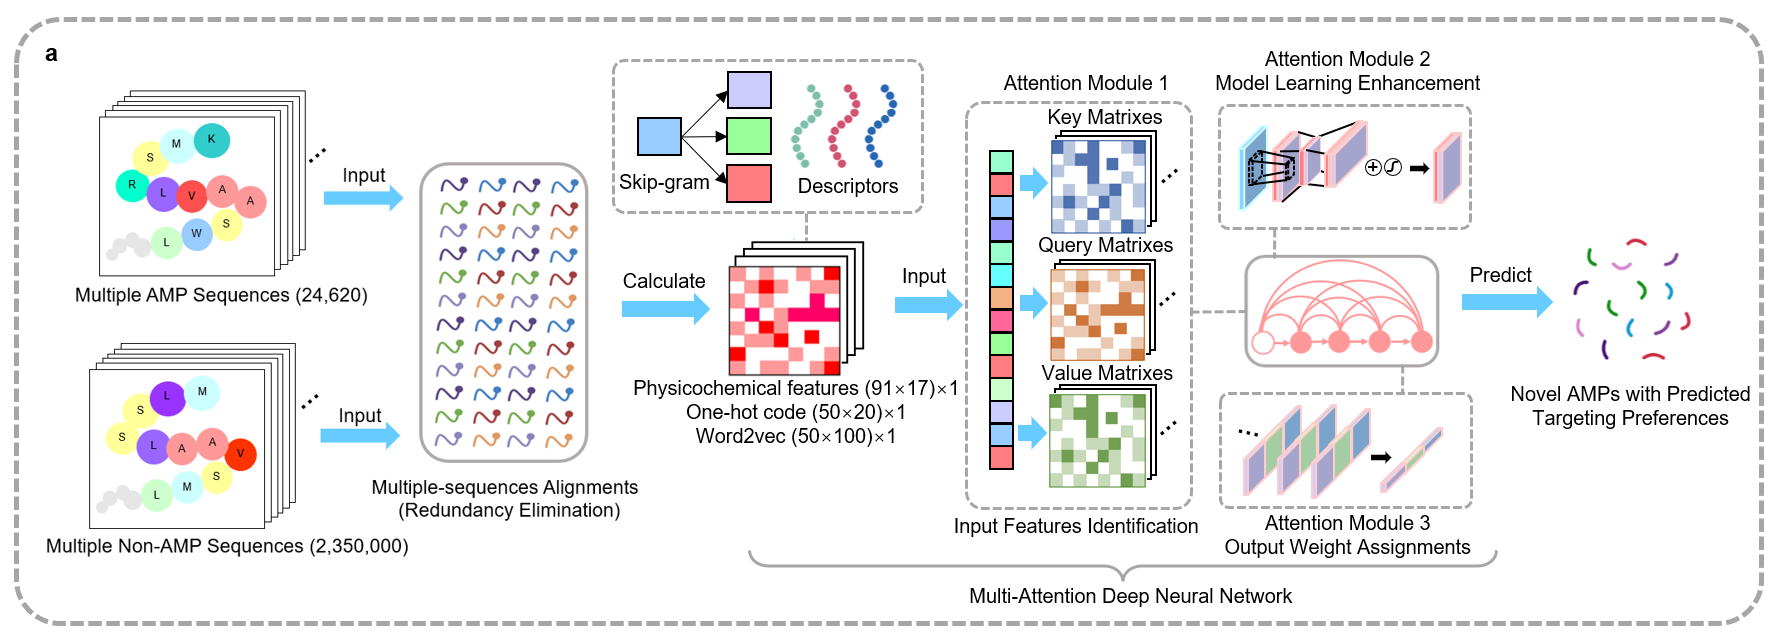 a
K
M
S
R
L
V
A
A
S
W
L
Multiple AMP Sequences (24,620)
Input
L
M
S
S
L
A
A
V
S
M
L
Multiple Non-AMP Sequences (2,350,000)
Input
Multiple-sequences Alignments
(Redundancy Elimination)
Calculate
Skip-gram
Descriptors
Physicochemical features (91×17)×1
One-hot code (50×20)×1
Word2vec (50×100)×1
Input
Attention Module 1
Key Matrixes
Query Matrixes
Value Matrixes
Input Features Identification
Attention Module 2
Model Learning Enhancement
Attention Module 3
Output Weight Assignments
Multi-Attention Deep Neural Network
Predict
Novel AMPs with Predicted
Targeting Preferences